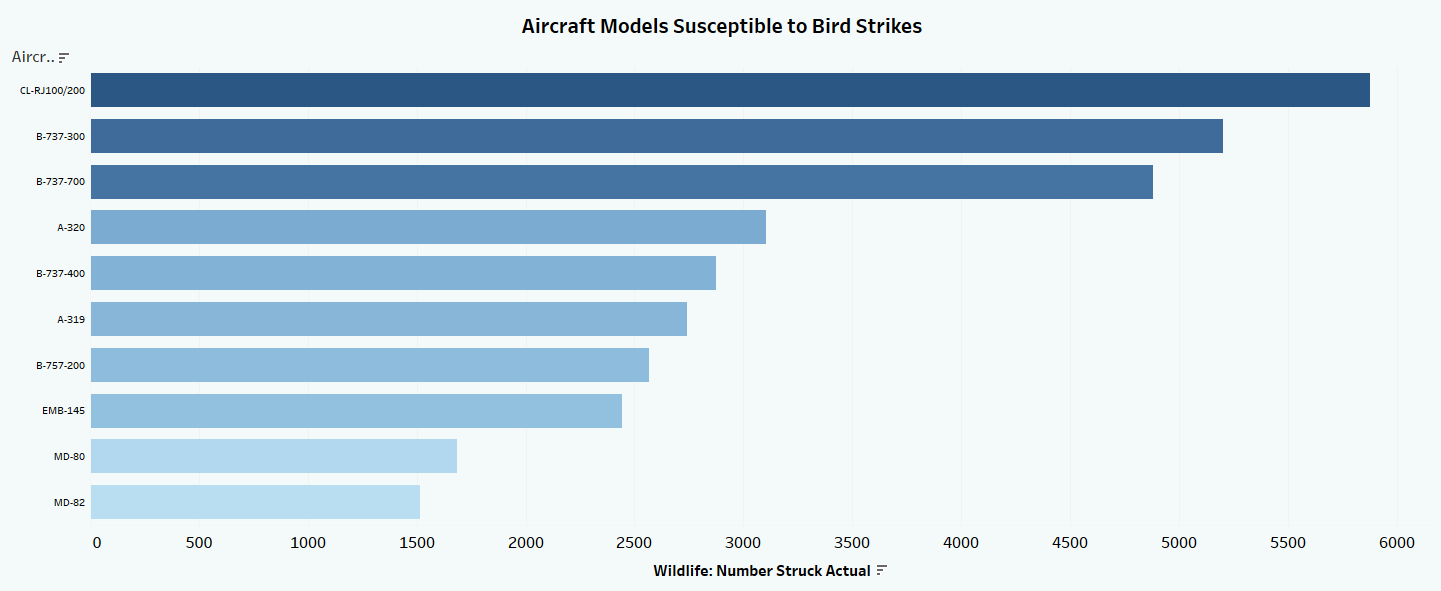 Aircraft Models Susceptible to Bird Strikes
Aircr..
CL-RJ100/200
B-737-300
B-737-700
A-320
B-737-400
A-319
B-757-200
EMB-145
MD-80
MD-82
0 500 1000 1500 2000 2500 3000 3500 4000 4500 5000 5500 6000
Wildlife: Number Struck Actual